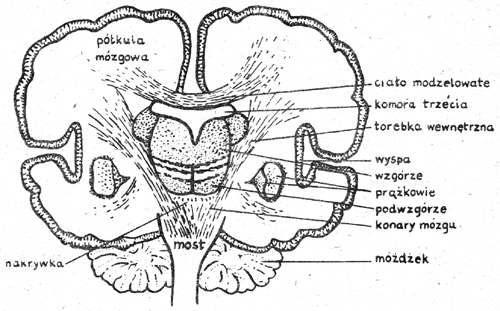 półkula
mózgowa
ciało modzelowate
komora trzecia
torebka wewnętrzna
wyspa
wzgórze
prążkowie
podwzgórze
konary mózgu
most
nakrywka
móżdżek